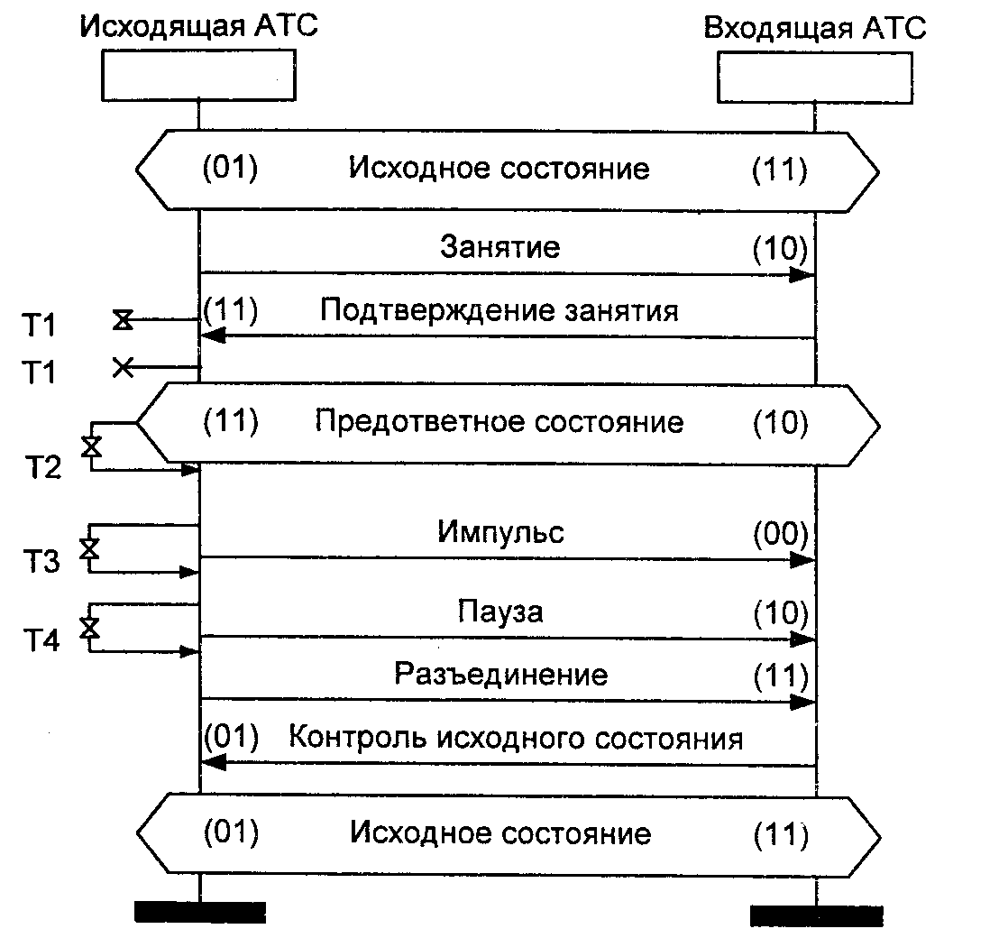 Исходящая АТС Входящая АТС
(01) Исходное состояние (11)
Занятие (10)
T1 (11) Подтверждение занятия
T1
(11) Предответное состояние (10)
T2
Импульс (00)
T3
Пауза (10)
T4
Разъединение (11)
(01) Контроль исходного состояния
(01) Исходное состояние (11)